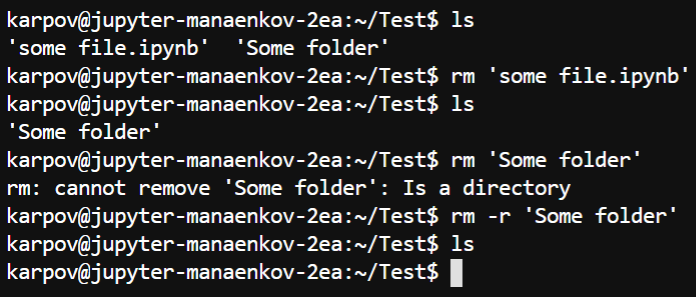 karpov@jupyter-manaenkov-2ea:~/Test$ ls
'some file.ipynb'  'Some folder'
karpov@jupyter-manaenkov-2ea:~/Test$ rm 'some file.ipynb'
karpov@jupyter-manaenkov-2ea:~/Test$ ls
'Some folder'
karpov@jupyter-manaenkov-2ea:~/Test$ rm 'Some folder'
rm: cannot remove 'Some folder': Is a directory
karpov@jupyter-manaenkov-2ea:~/Test$ rm -r 'Some folder'
karpov@jupyter-manaenkov-2ea:~/Test$ ls
karpov@jupyter-manaenkov-2ea:~/Test$